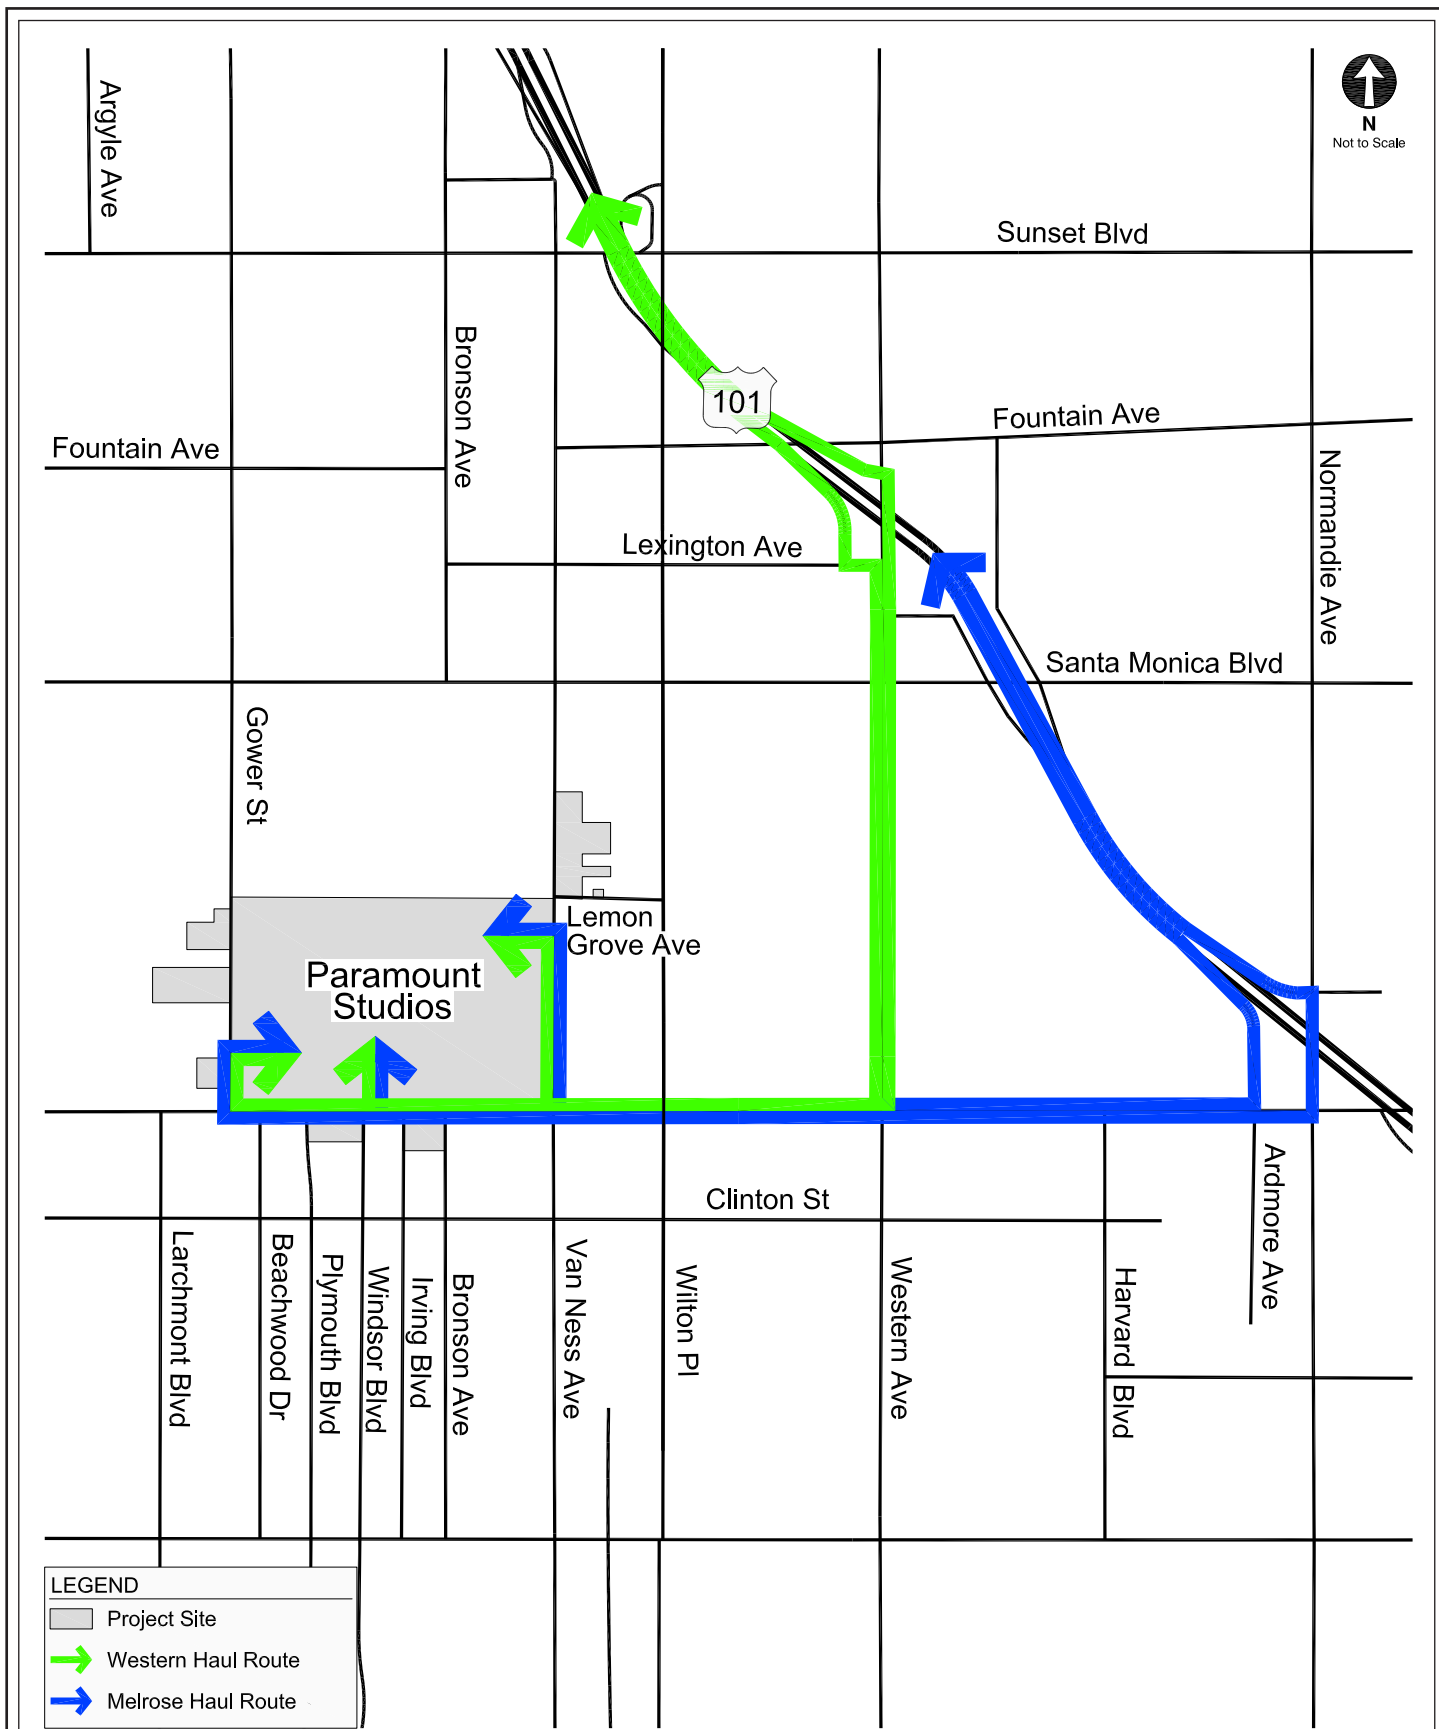 Argyle Ave
N
Not to Scale
Sunset Blvd
Bronson Ave
101
Fountain Ave
Fountain Ave
Normandie Ave
Lexington Ave
Santa Monica Blvd
Gower St
Lemon
Grove Ave
Paramount
Studios
Clinton St
Larchmont Blvd
Beachwood Dr
Plymouth Blvd
Windsor Blvd
Irving Blvd
Bronson Ave
Van Ness Ave
Wilton Pl
Western Ave
Harvard Blvd
Ardmore Ave
LEGEND
Project Site
Western Haul Route
Melrose Haul Route